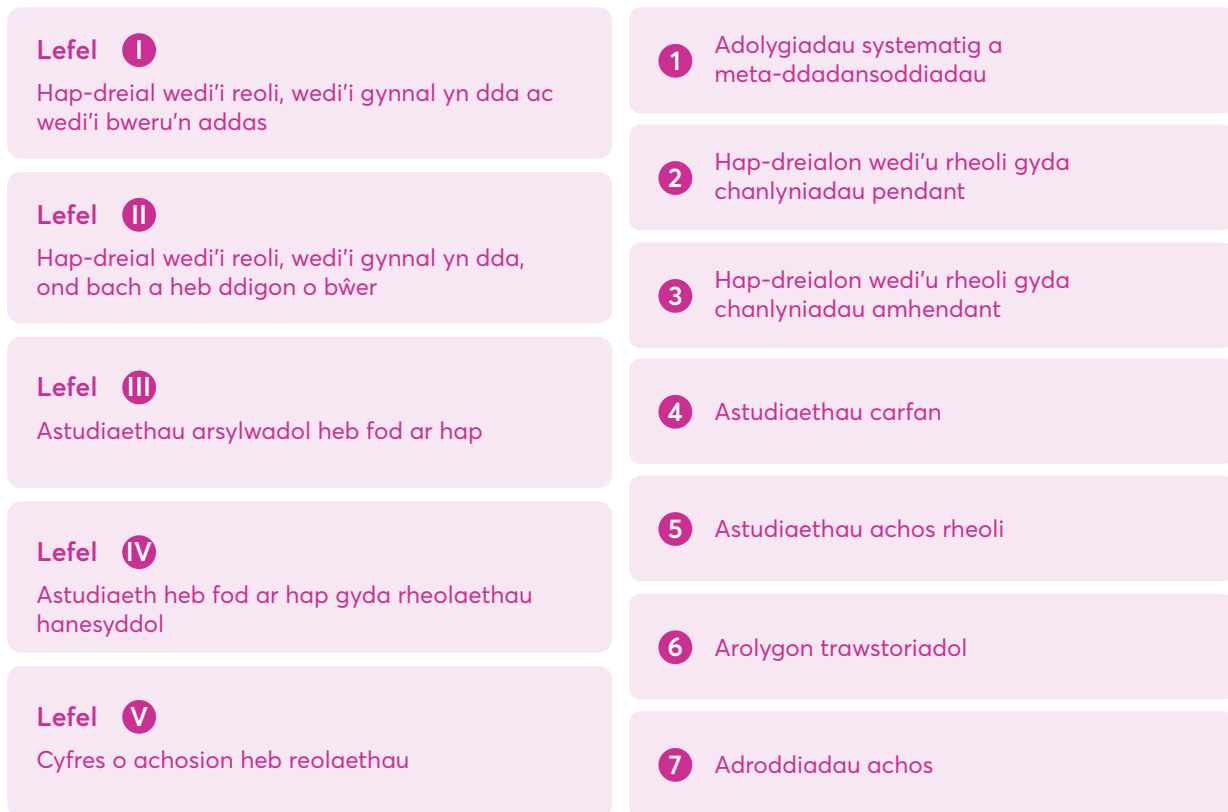 Lefel I
Hap-dreial wedi'i reoli, wedi'i gynnal yn dda ac
wedi'i bweru'n addas
Lefel II
Hap-dreial wedi'i reoli, wedi'i gynnal yn dda,
ond bach a heb ddigon o bŵer
Lefel III
Astudiaethau arsylwadol heb fod ar hap
Lefel IV
Astudiaeth heb fod ar hap gyda rheolaethau
hanesyddol
Lefel V
Cyfres o achosion heb reolaethau
1 Adolygiadau systematig a
meta-ddadansoddiadau
2 Hap-dreialon wedi'u rheoli gyda
chanlyniadau pendant
3 Hap-dreialon wedi'u rheoli gyda
chanlyniadau amhendant
4 Astudiaethau carfan
5 Astudiaethau achos rheoli
6 Arolygon trawstoriadol
7 Adroddiadau achos